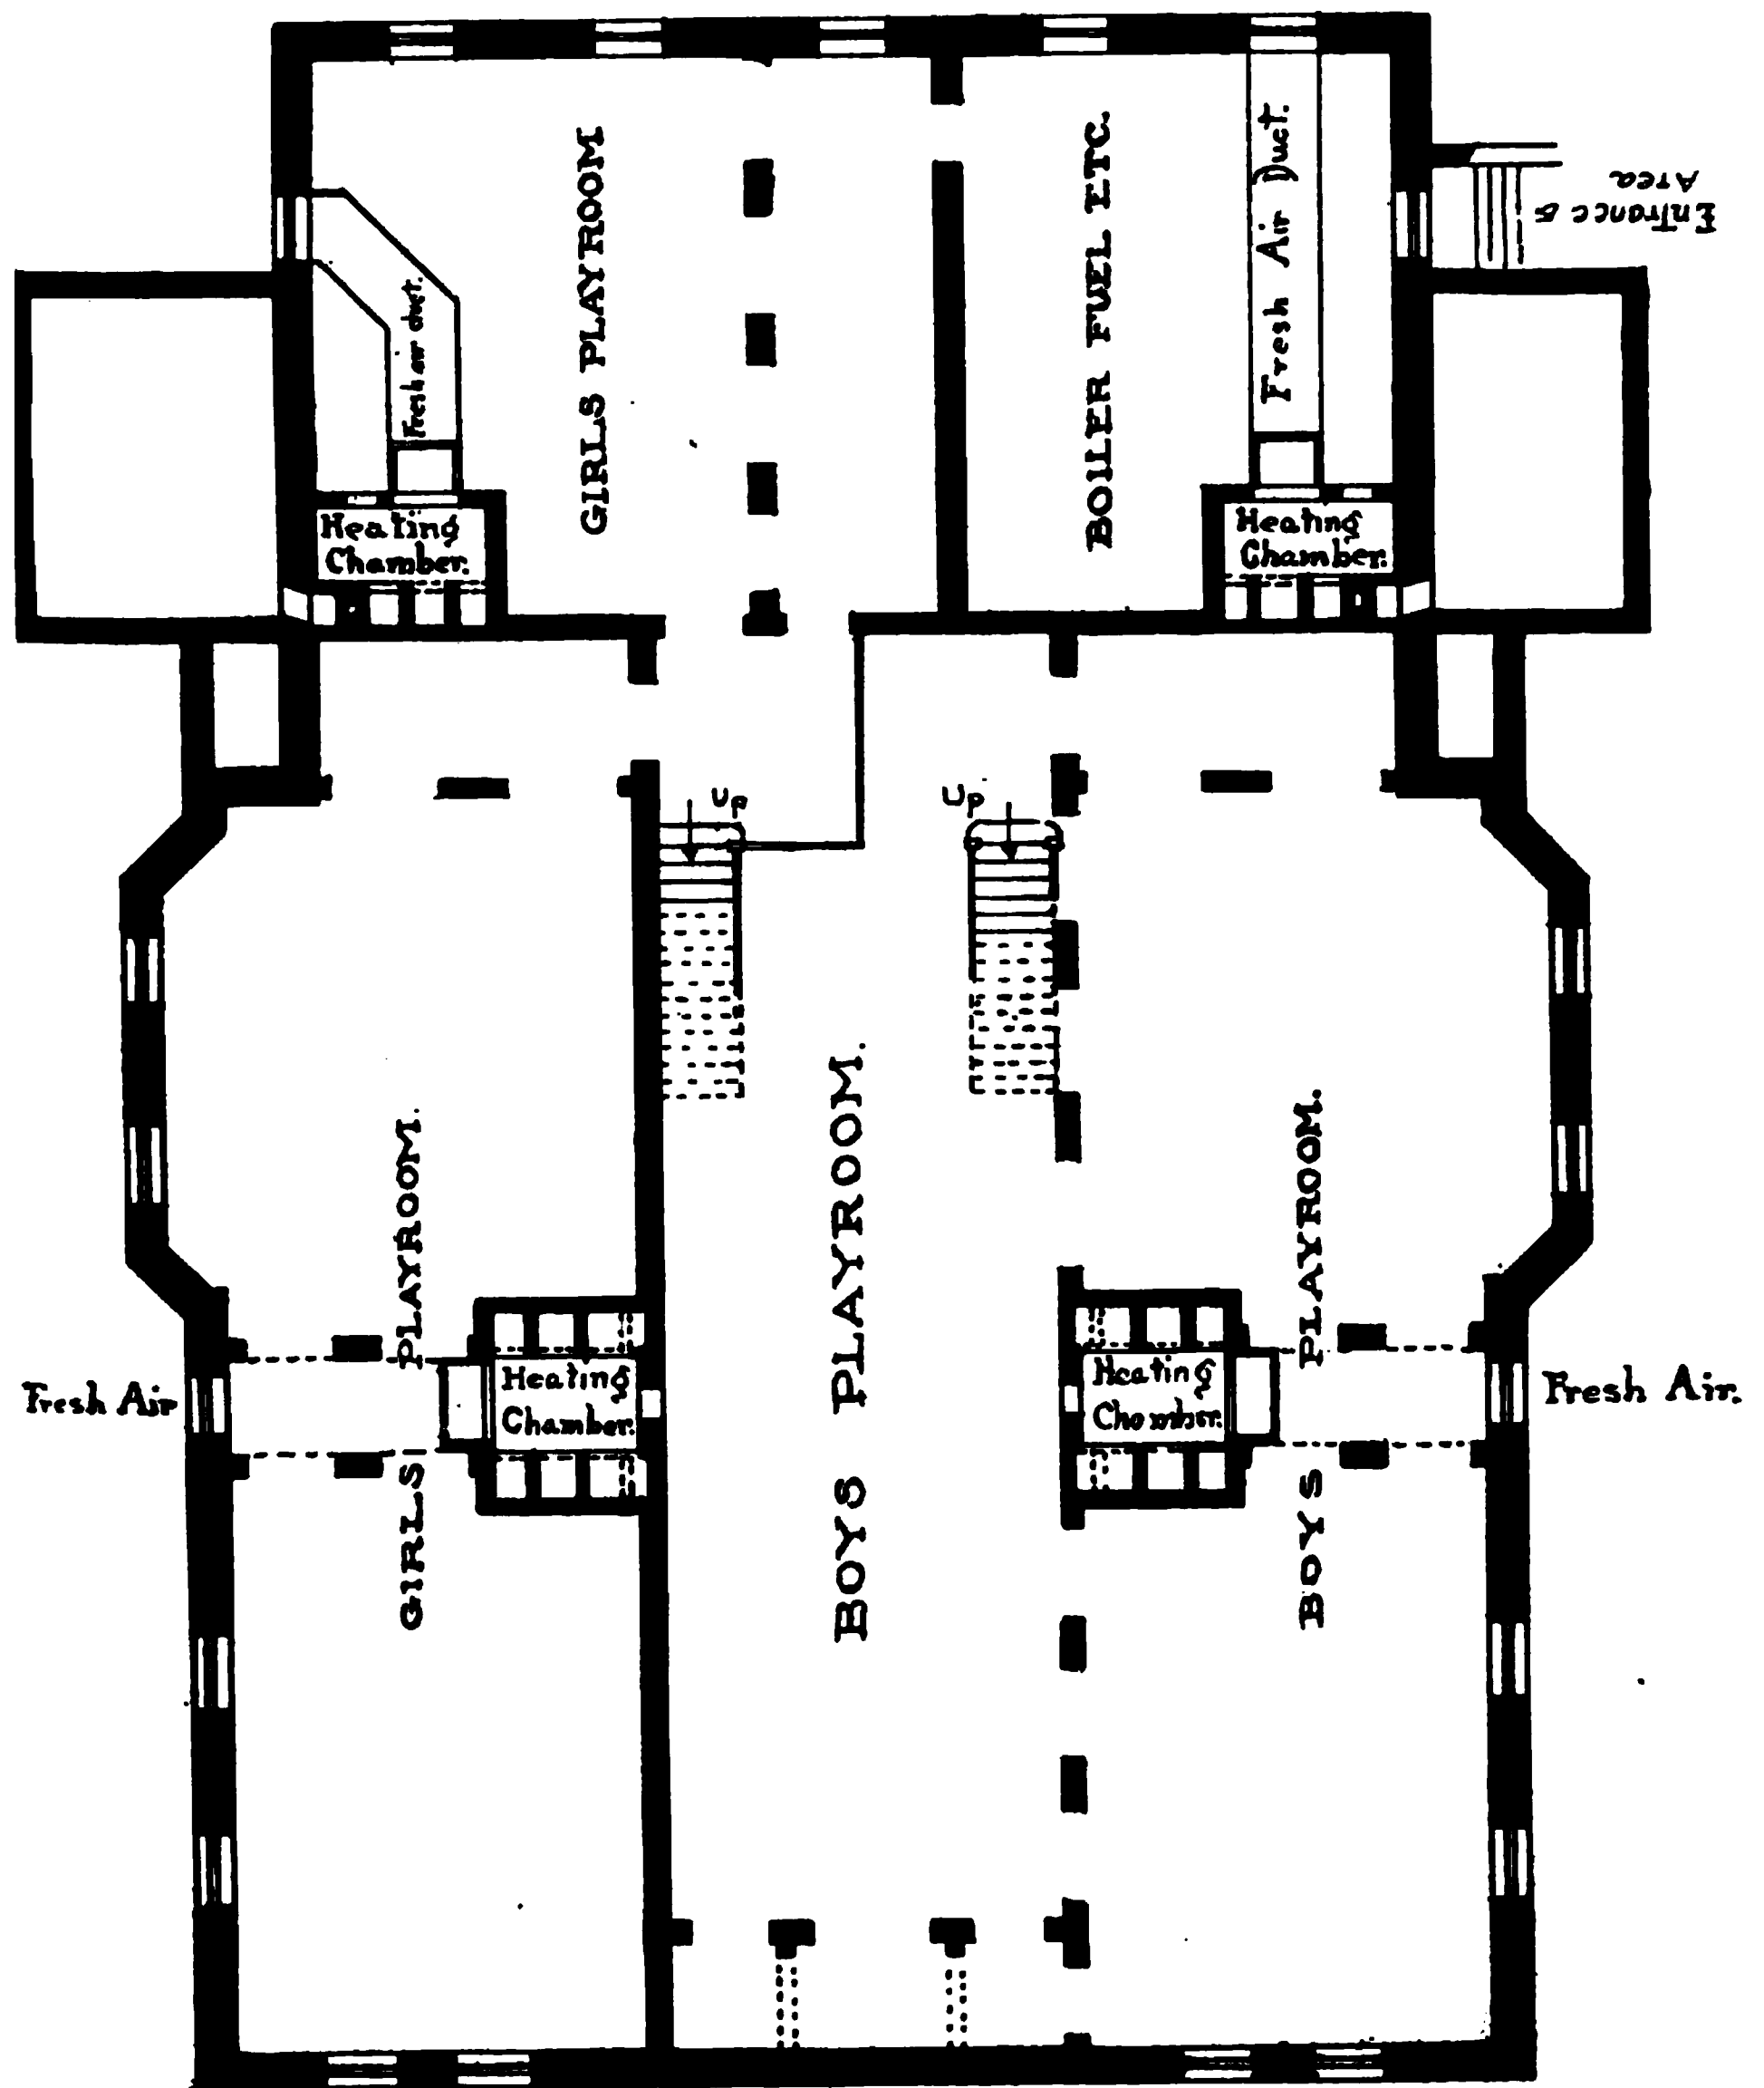 GIRLS PLAYROOM
BOILER FUEL ETC.
Fresh Air Duct.
Entrance &
Area
Fresh air duct.
Heating
Chamber.
Heating
Chamber.
Up
Up
GIRLS PLAYROOM.
BOYS PLAYROOM.
BOYS PLAYROOM.
Fresh Air
Heating
Chamber.
Heating
Chamber.
Fresh Air.